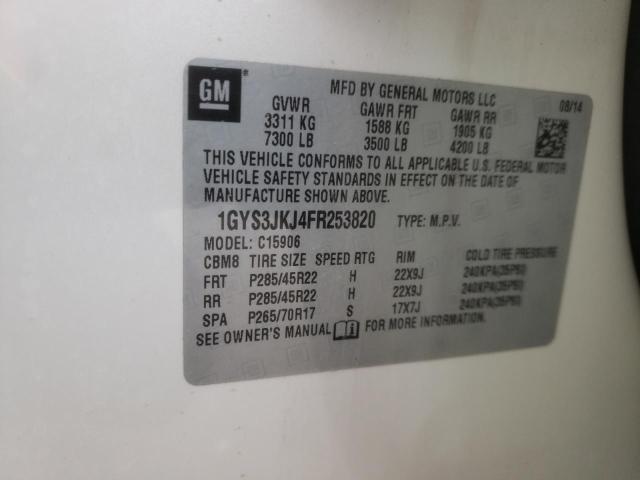 GM
MFD BY GENERAL MOTORS LLC
08/14
GVWR GAWR FRT GAWR RR
3311 KG 1588 KG 1905 KG
7300 LB 3500 LB 4200 LB
THIS VEHICLE CONFORMS TO ALL APPLICABLE U.S. FEDERAL MOTOR
VEHICLE SAFETY STANDARDS IN EFFECT ON THE DATE OF
MANUFACTURE SHOWN ABOVE.
1GYS3JKJ4FR253820 TYPE: M.P.V.
MODEL: C15906
CBM8 TIRE SIZE SPEED RTG RIM COLD TIRE PRESSURE
FRT P285/45R22 H 22X9J 240KPA(35PSI)
RR P285/45R22 H 22X9J 240KPA(35PSI)
SPA P265/70R17 S 17X7J 240KPA(35PSI)
SEE OWNER'S MANUAL FOR MORE INFORMATION.